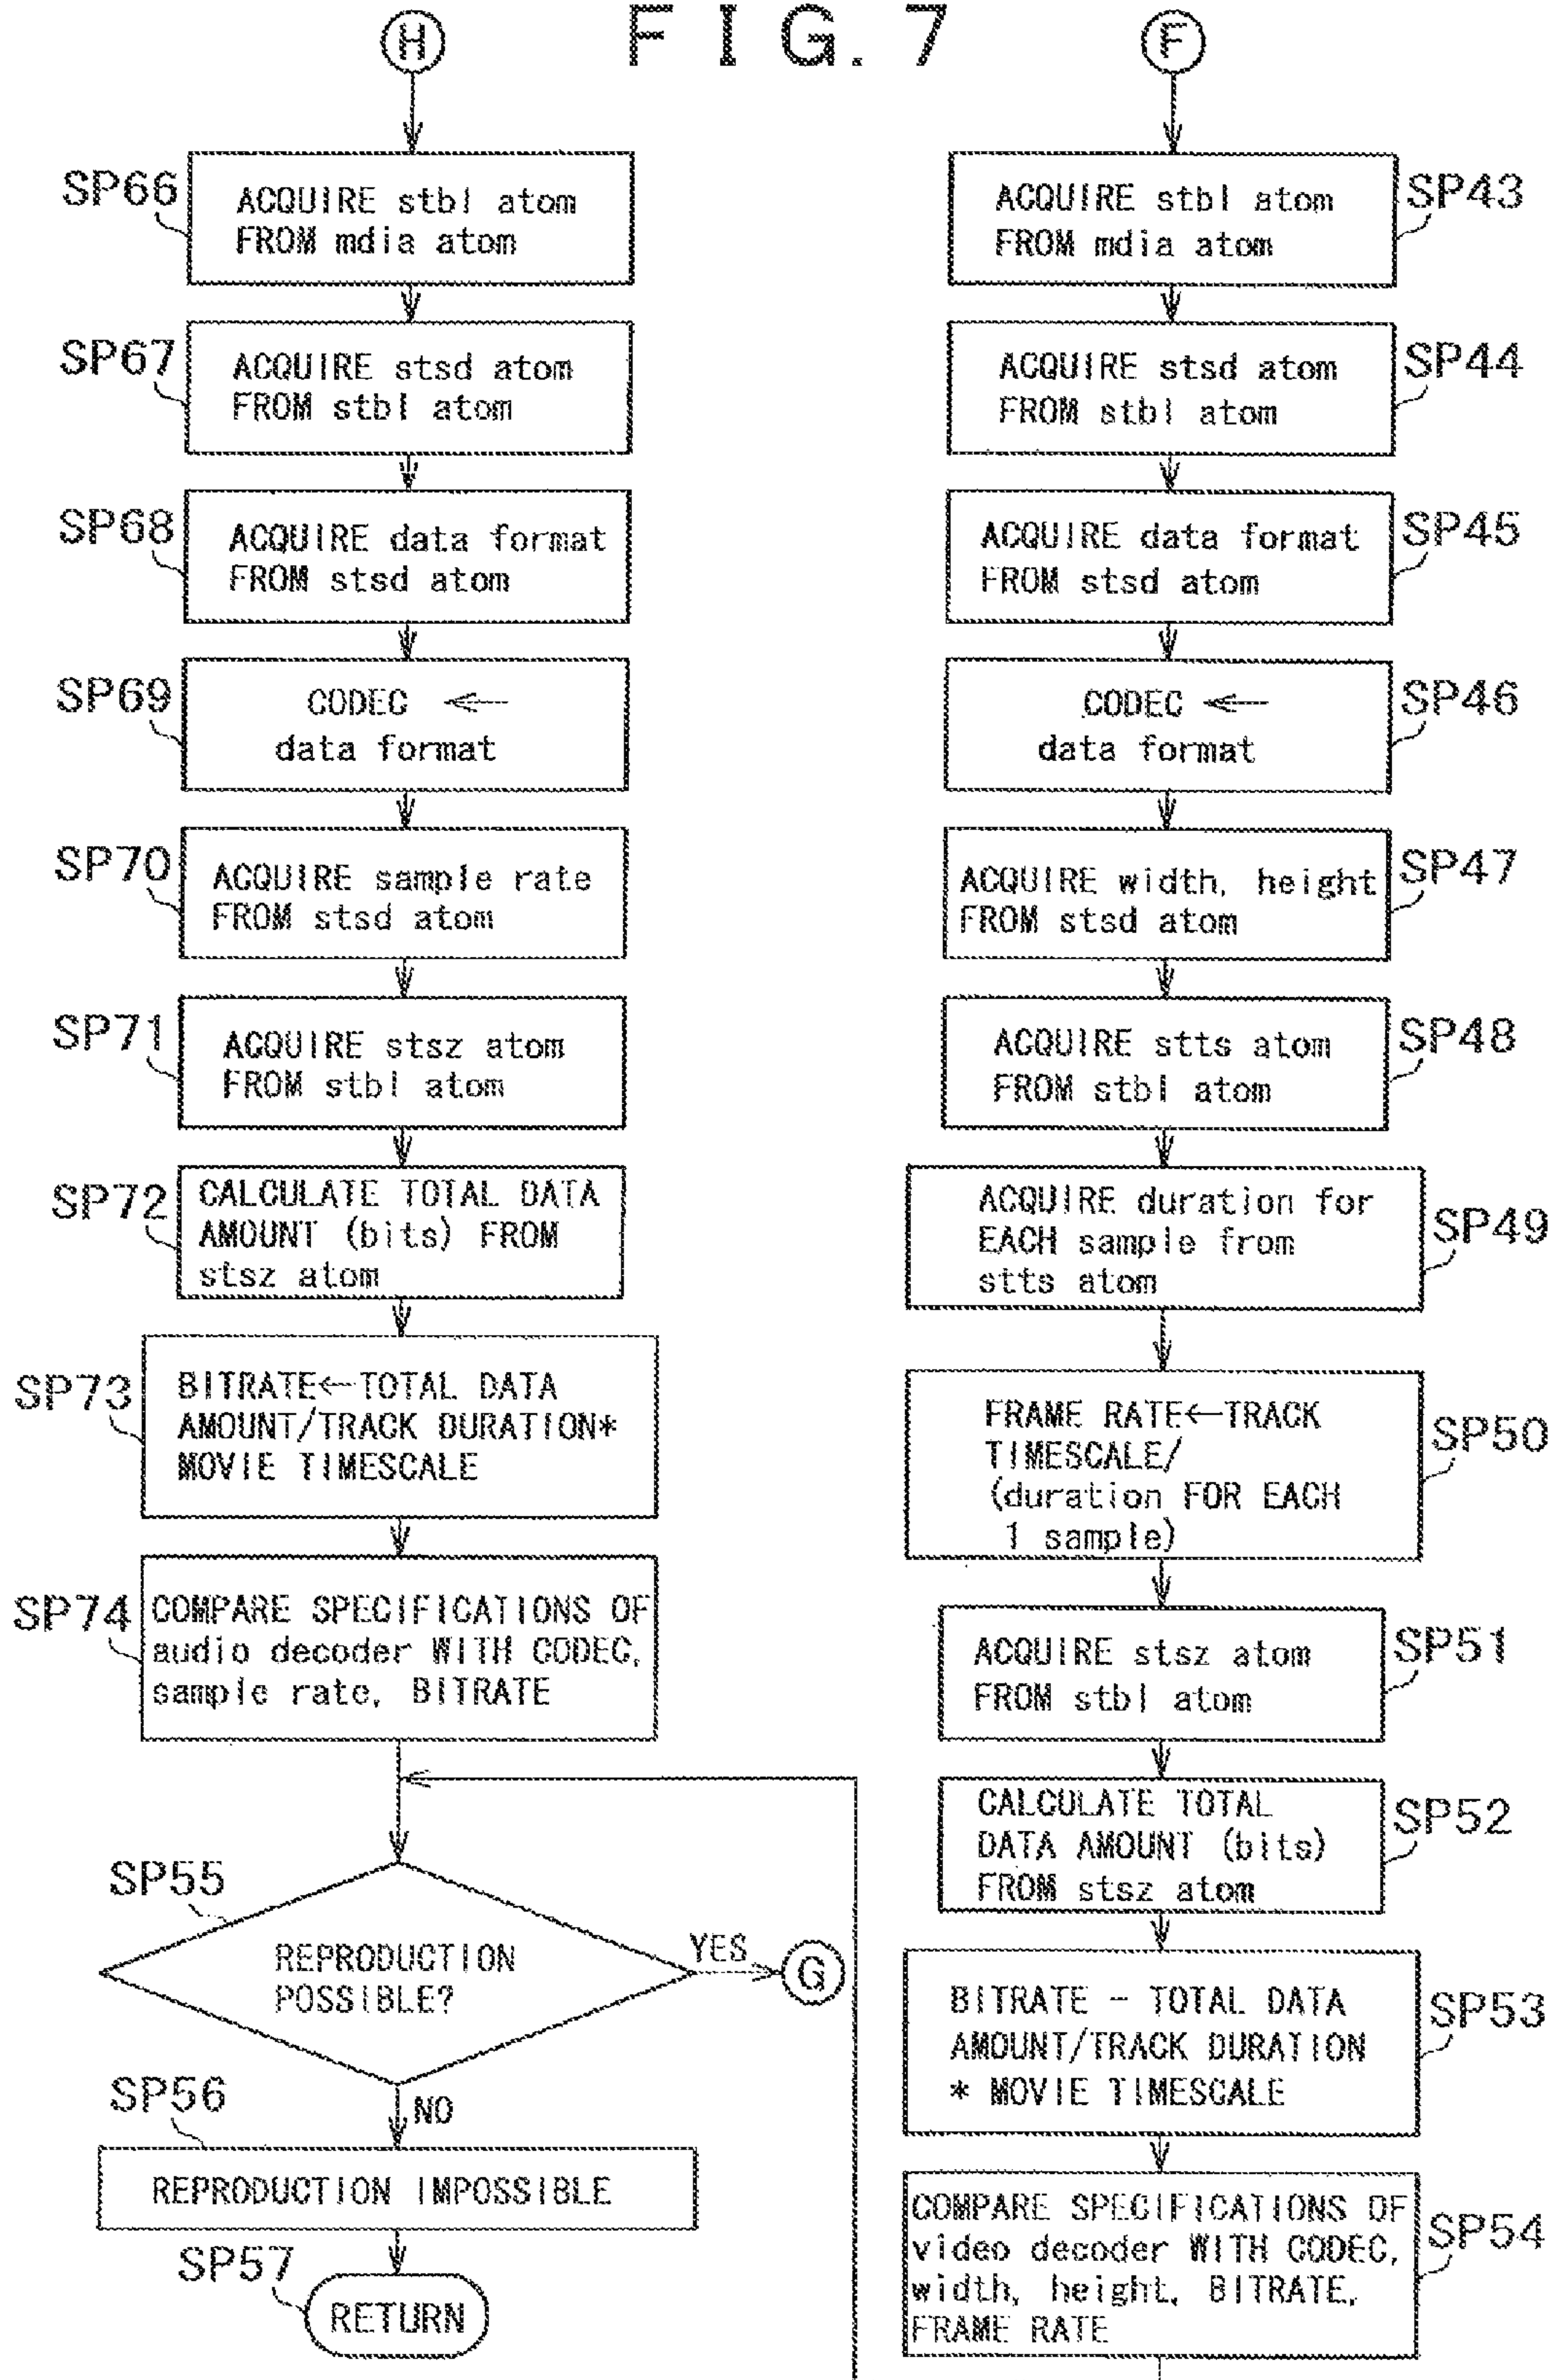 FIG. 7
H
SP66
ACQUIRE stbl atom
FROM mdia atom
SP67
ACQUIRE stsd atom
FROM stbl atom
SP68
ACQUIRE data format
FROM stsd atom
SP69
CODEC ←
data format
SP70
ACQUIRE sample rate
FROM stsd atom
SP71
ACQUIRE stsz atom
FROM stbl atom
SP72
CALCULATE TOTAL DATA
AMOUNT (bits) FROM
stsz atom
SP73
BITRATE←TOTAL DATA
AMOUNT/TRACK DURATION*
MOVIE TIMESCALE
SP74
COMPARE SPECIFICATIONS OF
audio decoder WITH CODEC,
sample rate, BITRATE
SP55
REPRODUCTION
POSSIBLE?
YES
G
NO
SP56
REPRODUCTION IMPOSSIBLE
SP57
RETURN
F
ACQUIRE stbl atom
FROM mdia atom
SP43
ACQUIRE stsd atom
FROM stbl atom
SP44
ACQUIRE data format
FROM stsd atom
SP45
CODEC ←
data format
SP46
ACQUIRE width, height
FROM stsd atom
SP47
ACQUIRE stts atom
FROM stbl atom
SP48
ACQUIRE duration for
EACH sample from
stts atom
SP49
FRAME RATE←TRACK
TIMESCALE/
(duration FOR EACH
1 sample)
SP50
ACQUIRE stsz atom
FROM stbl atom
SP51
CALCULATE TOTAL
DATA AMOUNT (bits)
FROM stsz atom
SP52
BITRATE - TOTAL DATA
AMOUNT/TRACK DURATION
* MOVIE TIMESCALE
SP53
COMPARE SPECIFICATIONS OF
video decoder WITH CODEC,
width, height, BITRATE,
FRAME RATE
SP54